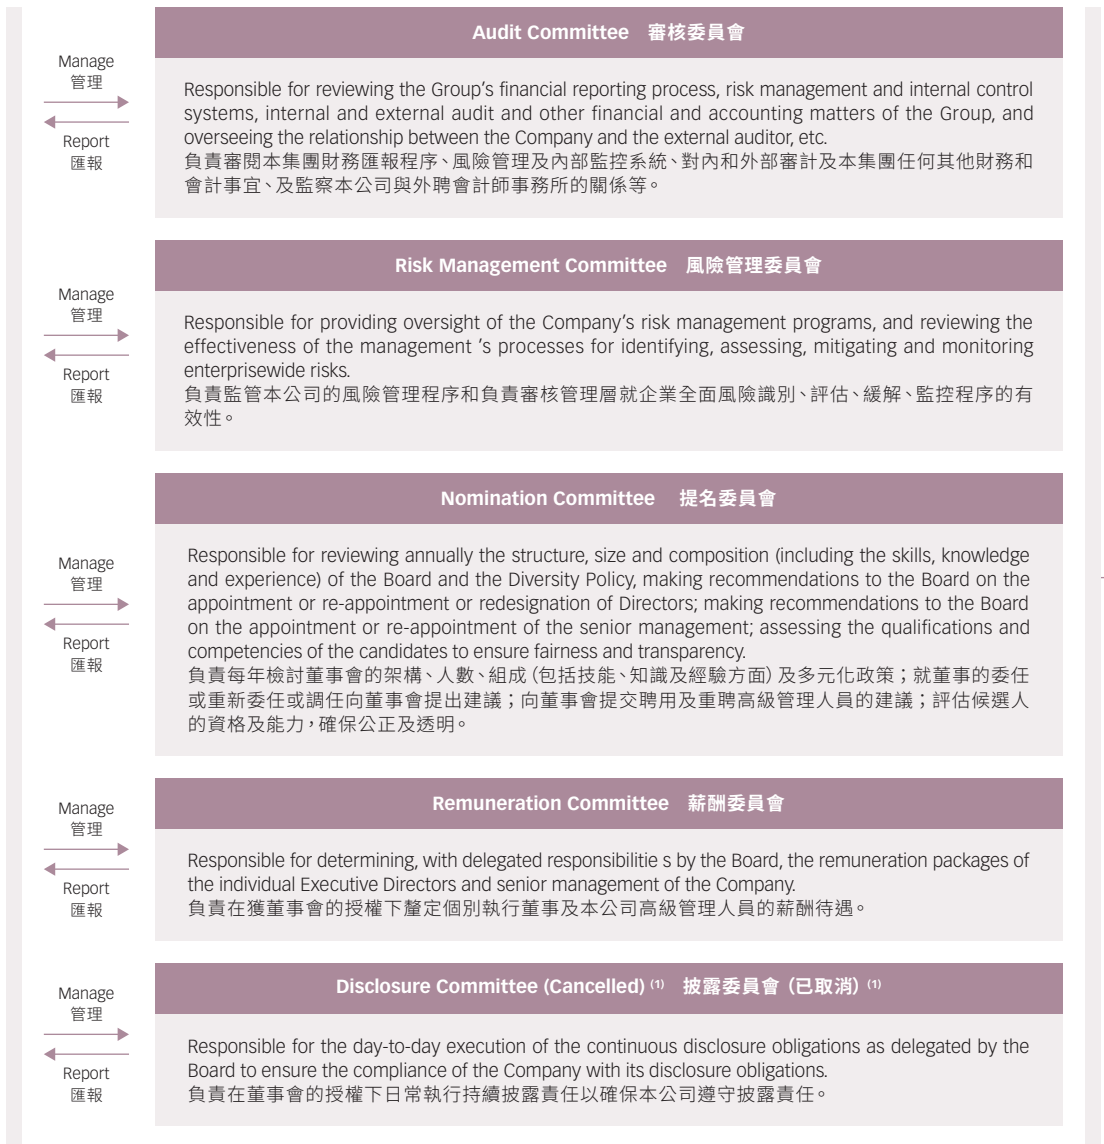 Audit Committee 審核委員會
Manage
管理
Report
匯報
Responsible for reviewing the Group's financial reporting process, risk management and internal control
systems, internal and external audit and other financial and accounting matters of the Group, and
overseeing the relationship between the Company and the external auditor, etc.
負責審閱本集團財務匯報程序、風險管理及內部監控系統、對內和外部審計及本集團任何其他財務和
會計事宜、及監察本公司與外聘會計師事務所的關係等。
Risk Management Committee 風險管理委員會
Manage
管理
Report
匯報
Responsible for providing oversight of the Company's risk management programs, and reviewing the
effectiveness of the management 's processes for identifying, assessing, mitigating and monitoring
enterprisewide risks.
負責監管本公司的風險管理程序和負責審核管理層就企業全面風險識別、評估、緩解、監控程序的有
效性。
Nomination Committee 提名委員會
Manage
管理
Report
匯報
Responsible for reviewing annually the structure, size and composition (including the skills, knowledge
and experience) of the Board and the Diversity Policy, making recommendations to the Board on the
appointment or re-appointment or redesignation of Directors; making recommendations to the Board
on the appointment or re-appointment of the senior management; assessing the qualifications and
competencies of the candidates to ensure fairness and transparency.
負責每年檢討董事會的架構、人數、組成（包括技能、知識及經驗方面）及多元化政策；就董事的委任
或重新委任或調任向董事會提出建議；向董事會提交聘用及重聘高級管理人員的建議；評估候選人
的資格及能力，確保公正及透明。
Remuneration Committee 薪酬委員會
Manage
管理
Report
匯報
Responsible for determining, with delegated responsibilitie s by the Board, the remuneration packages of
the individual Executive Directors and senior management of the Company.
負責在獲董事會的授權下釐定個別執行董事及本公司高級管理人員的薪酬待遇。
Disclosure Committee (Cancelled) (1) 披露委員會（已取消）(1)
Manage
管理
Report
匯報
Responsible for the day-to-day execution of the continuous disclosure obligations as delegated by the
Board to ensure the compliance of the Company with its disclosure obligations.
負責在董事會的授權下日常執行持續披露責任以確保本公司遵守披露責任。